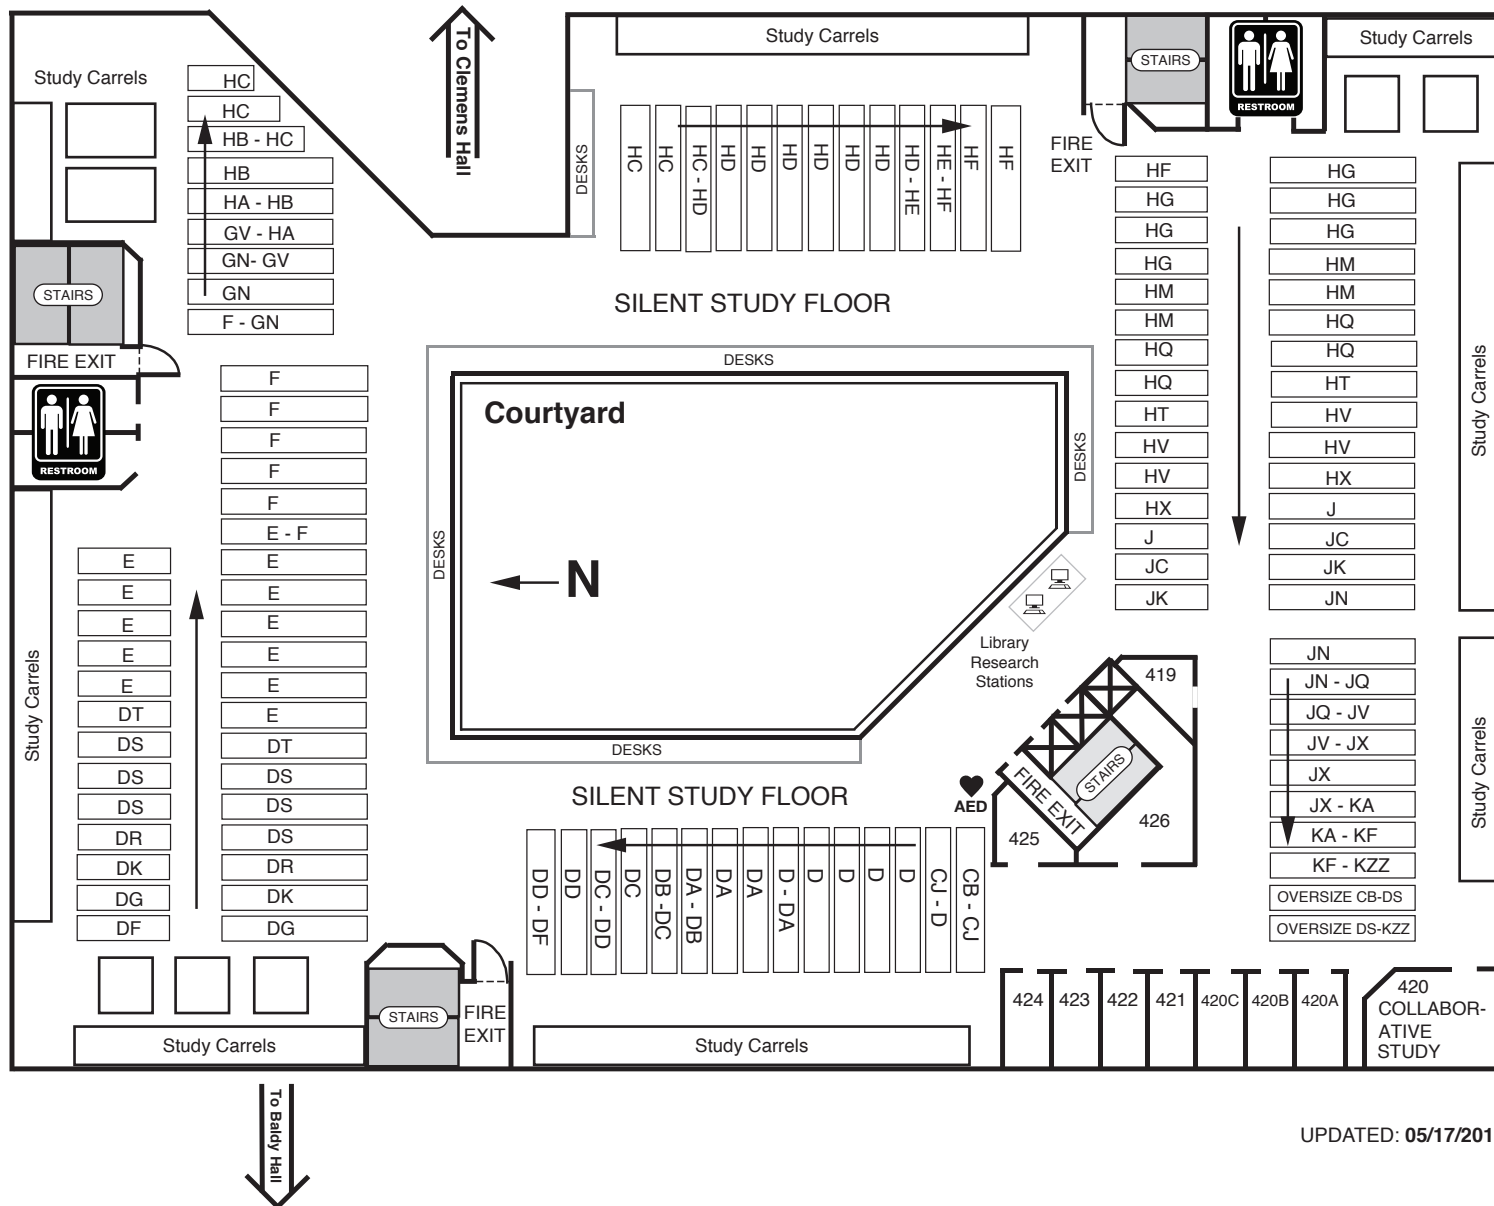 To Clemens Hall
Study Carrels
STAIRS
RESTROOM
Study Carrels
Study Carrels
HC
HC
HB - HC
HB
HA - HB
GV - HA
GN- GV
GN
F - GN
DESKS
HC
HC
HC - HD
HD
HD
HD
HD
HD
HD
HD - HE
HE - HF
HF
HF
FIRE
EXIT
HF
HG
HG
HG
HM
HM
HQ
HQ
HT
HV
HV
HX
J
JC
JK
HG
HG
HG
HM
HM
HQ
HQ
HT
HV
HV
HX
J
JC
JK
JN
Study Carrels
STAIRS
FIRE EXIT
RESTROOM
SILENT STUDY FLOOR
DESKS
Courtyard
DESKS
DESKS
N
DESKS
Library
Research
Stations
F
F
F
F
F
E - F
E
E
E
E
E
E
DT
DS
DS
DS
DR
DK
DG
E
E
E
E
E
DT
DS
DS
DS
DR
DK
DG
DF
Study Carrels
SILENT STUDY FLOOR
AED
419
STAIRS
FIRE EXIT
425
426
JN
JN - JQ
JQ - JV
JV - JX
JX
JX - KA
KA - KF
KF - KZZ
OVERSIZE CB-DS
OVERSIZE DS-KZZ
Study Carrels
DD - DF
DD
DC - DD
DC
DB -DC
DA - DB
DA
DA
D - DA
D
D
D
D
CJ - D
CB - CJ
STAIRS
FIRE
EXIT
Study Carrels
Study Carrels
424
423
422
421
420C
420B
420A
420
COLLABOR-
ATIVE
STUDY
To Baldy Hall
UPDATED: 05/17/201